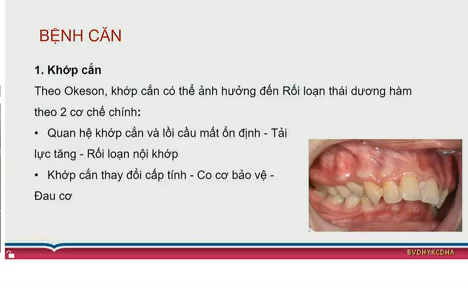 BỆNH CĂN
1. Khớp cắn
Theo Okeson, khớp cắn có thể ảnh hưởng đến Rối loạn thái dương hàm
theo 2 cơ chế chính:
• Quan hệ khớp cắn và lồi cầu mất ổn định - Tải
lực tăng - Rối loạn nội khớp
• Khớp cắn thay đổi cấp tính - Co cơ bảo vệ -
Đau cơ
BVDHYKCDHA